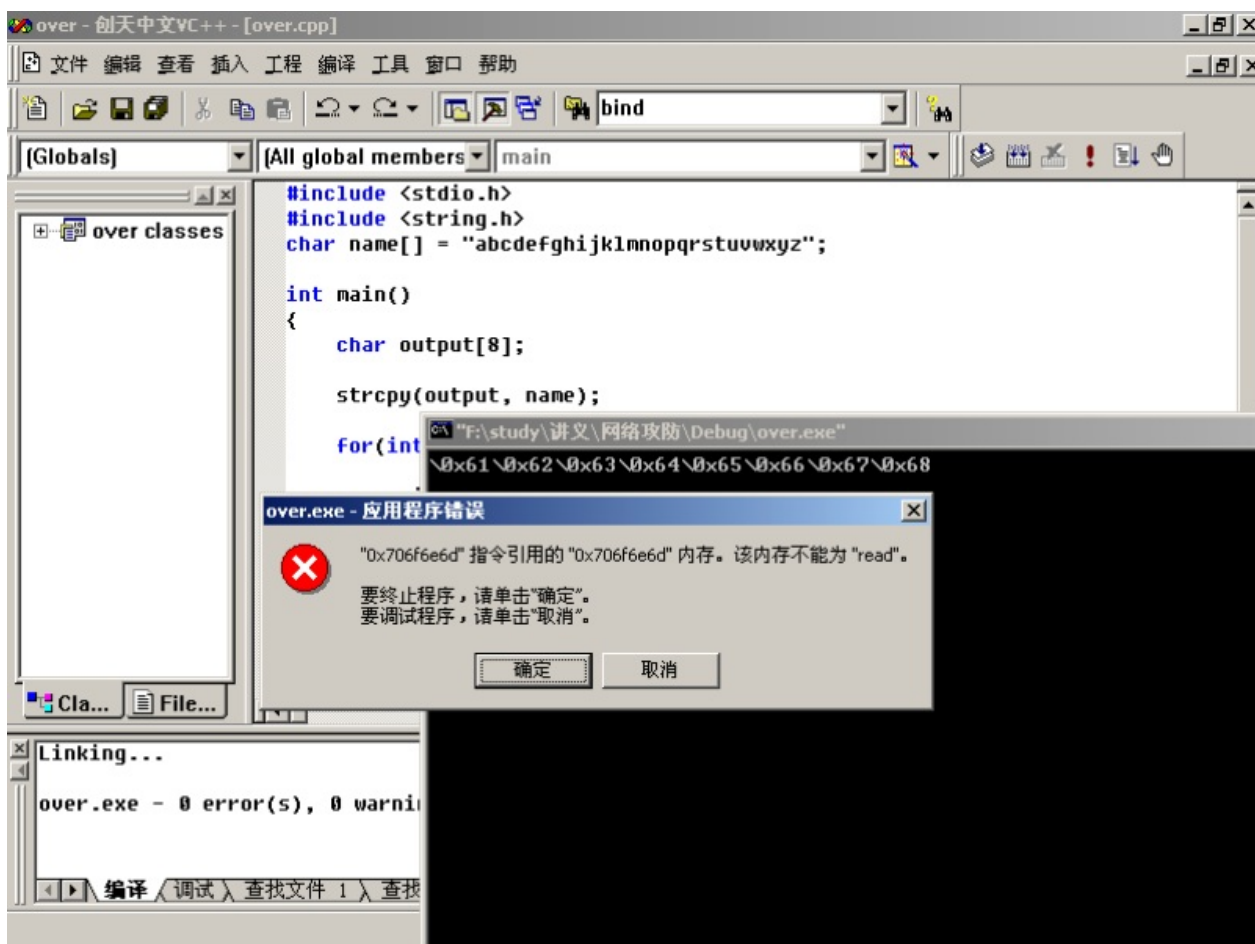 over - 创天中文VC++ - [over.cpp]
文件 编辑 查看 插入 工程 编译 工具 窗口 帮助
bind
(Globals)
(All global members
main
over classes
#include <stdio.h>
#include <string.h>
char name[] = "abcdefghijklmnopqrstuvwxyz";
int main()
{
char output[8];
strcpy(output, name);
for(int
"F:\study\讲义\网络攻防\Debug\over.exe"
\0x61\0x62\0x63\0x64\0x65\0x66\0x67\0x68
over.exe - 应用程序错误
"0x706f6e6d" 指令引用的 "0x706f6e6d" 内存。该内存不能为 "read"。
要终止程序，请单击"确定"。
要调试程序，请单击"取消"。
确定
取消
Cla...
File...
Linking...
over.exe - 0 error(s), 0
编译
调试
查找文件 1